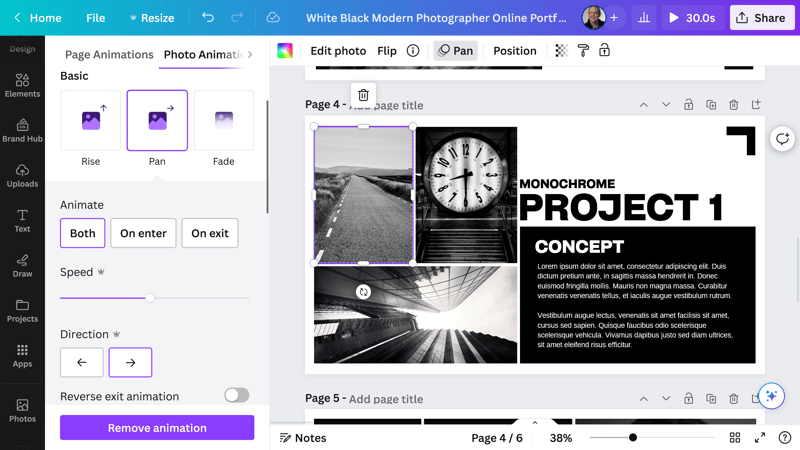 Home
File
Resize
White Black Modern Photographer Online Portf...
30.0s
Share
Design
Elements
Brand Hub
Uploads
Text
Draw
Projects
Apps
Photos
Page Animations
Photo Animatio
Basic
Rise
Pan
Fade
Animate
Both
On enter
On exit
Speed
Direction
Reverse exit animation
Remove animation
Edit photo
Flip
Pan
Position
Page 4 - Add page title
MONOCHROME
PROJECT 1
CONCEPT
Lorem ipsum dolor sit amet, consectetur adipiscing elit. Duis
dictum pretium ante, in sagittis massa hendrerit in. Donec
euismod fringilla mollis. Mauris non magna massa. Curabitur
venenatis venenatis tellus, et iaculis augue vestibulum rutrum.
Vestibulum augue lectus, venenatis sit amet facilisis sit amet,
cursus sed sapien. Quisque faucibus odio scelerisque
scelerisque vehicula. Vivamus dapibus justo sed diam ultrices,
sit amet eleifend risus efficitur.
Page 5 - Add page title
Notes
Page 4 / 6
38%